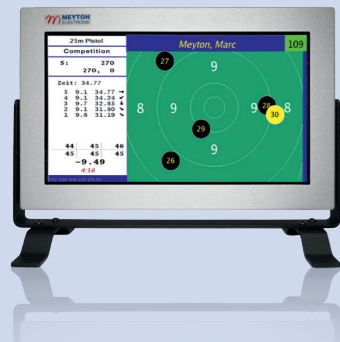 MEYTON
ELEKTRONIK
25m Pistol
Competition
S: 270
270, 0
Zeit: 34.77
5 9.1 34.77 →
4 9.1 34.24 ↙
3 9.7 32.85 ↓
2 9.1 31.80 ↘
1 9.6 31.19 ↘
44 45 46
45 45 45
-9.49
4:16
Meyton, Marc
109
27
9
8
9
9
28
8
30
29
9
26